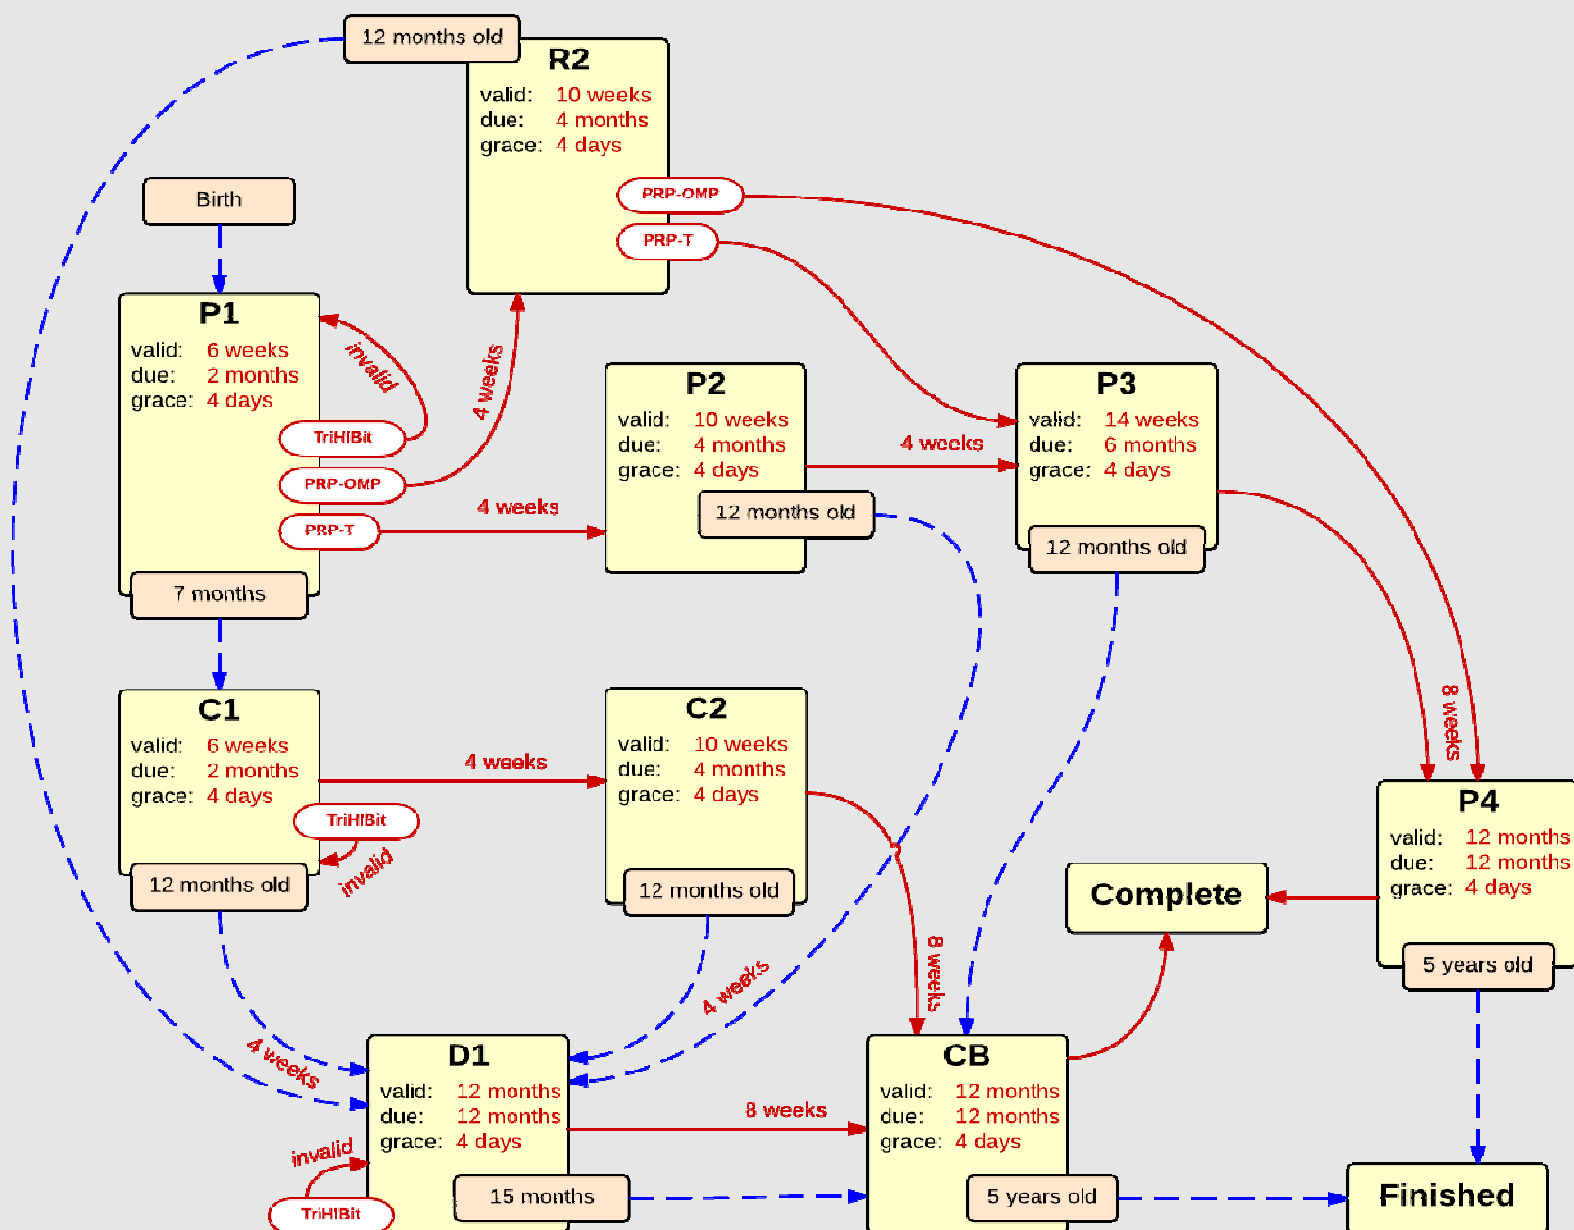 12 months old
R2
valid: 10 weeks
due: 4 months
grace: 4 days
PRP-OMP
PRP-T
Birth
P1
valid: 6 weeks
due: 2 months
grace: 4 days
TriHIBit
PRP-OMP
PRP-T
7 months
invalid
4 weeks
4 weeks
P2
valid: 10 weeks
due: 4 months
grace: 4 days
12 months old
4 weeks
P3
valid: 14 weeks
due: 6 months
grace: 4 days
12 months old
C1
valid: 6 weeks
due: 2 months
grace: 4 days
TriHIBit
invalid
12 months old
4 weeks
C2
valid: 10 weeks
due: 4 months
grace: 4 days
12 months old
8 weeks
P4
valid: 12 months
due: 12 months
grace: 4 days
5 years old
Complete
8 weeks
4 weeks
4 weeks
D1
valid: 12 months
due: 12 months
grace: 4 days
invalid
TriHIBit
15 months
8 weeks
CB
valid: 12 months
due: 12 months
grace: 4 days
5 years old
Finished